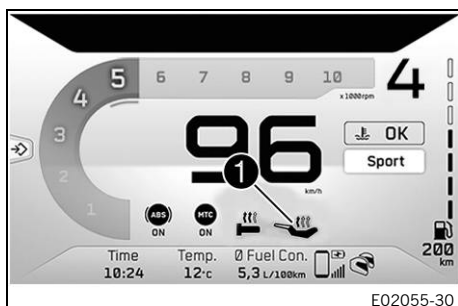 5 6 7 8 9 10
4
3
2
1
x1000rpm
4
96
km/h
1
OK
Sport
ABS
ON
MTC
ON
Time
10:24
Temp.
12°C
Ø Fuel Con.
5,3 L/100km
200
km
E02055-30